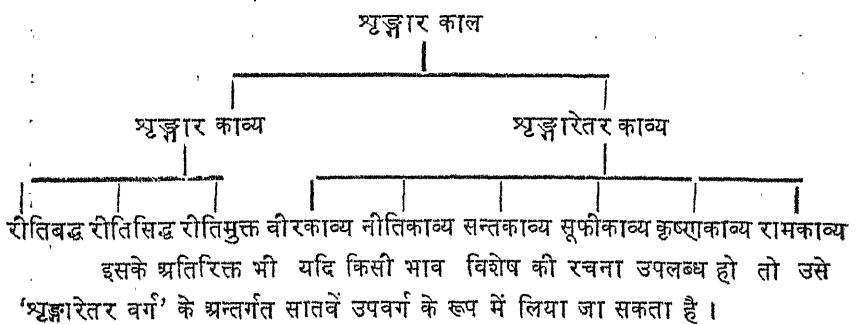 शृङ्गार काल
शृङ्गार काव्य शृङ्गारेतर काव्य
रीतिबद्ध रीतिसिद्ध रीतिमुक्त वीरकाव्य नीतिकाव्य सन्तकाव्य सूफीकाव्य कृष्णकाव्य रामकाव्य
इसके अतिरिक्त भी यदि किसी भाव विशेष की रचना उपलब्ध हो तो उसे
'शृङ्गारेतर वर्ग' के अन्तर्गत सातवें उपवर्ग के रूप में लिया जा सकता है ।